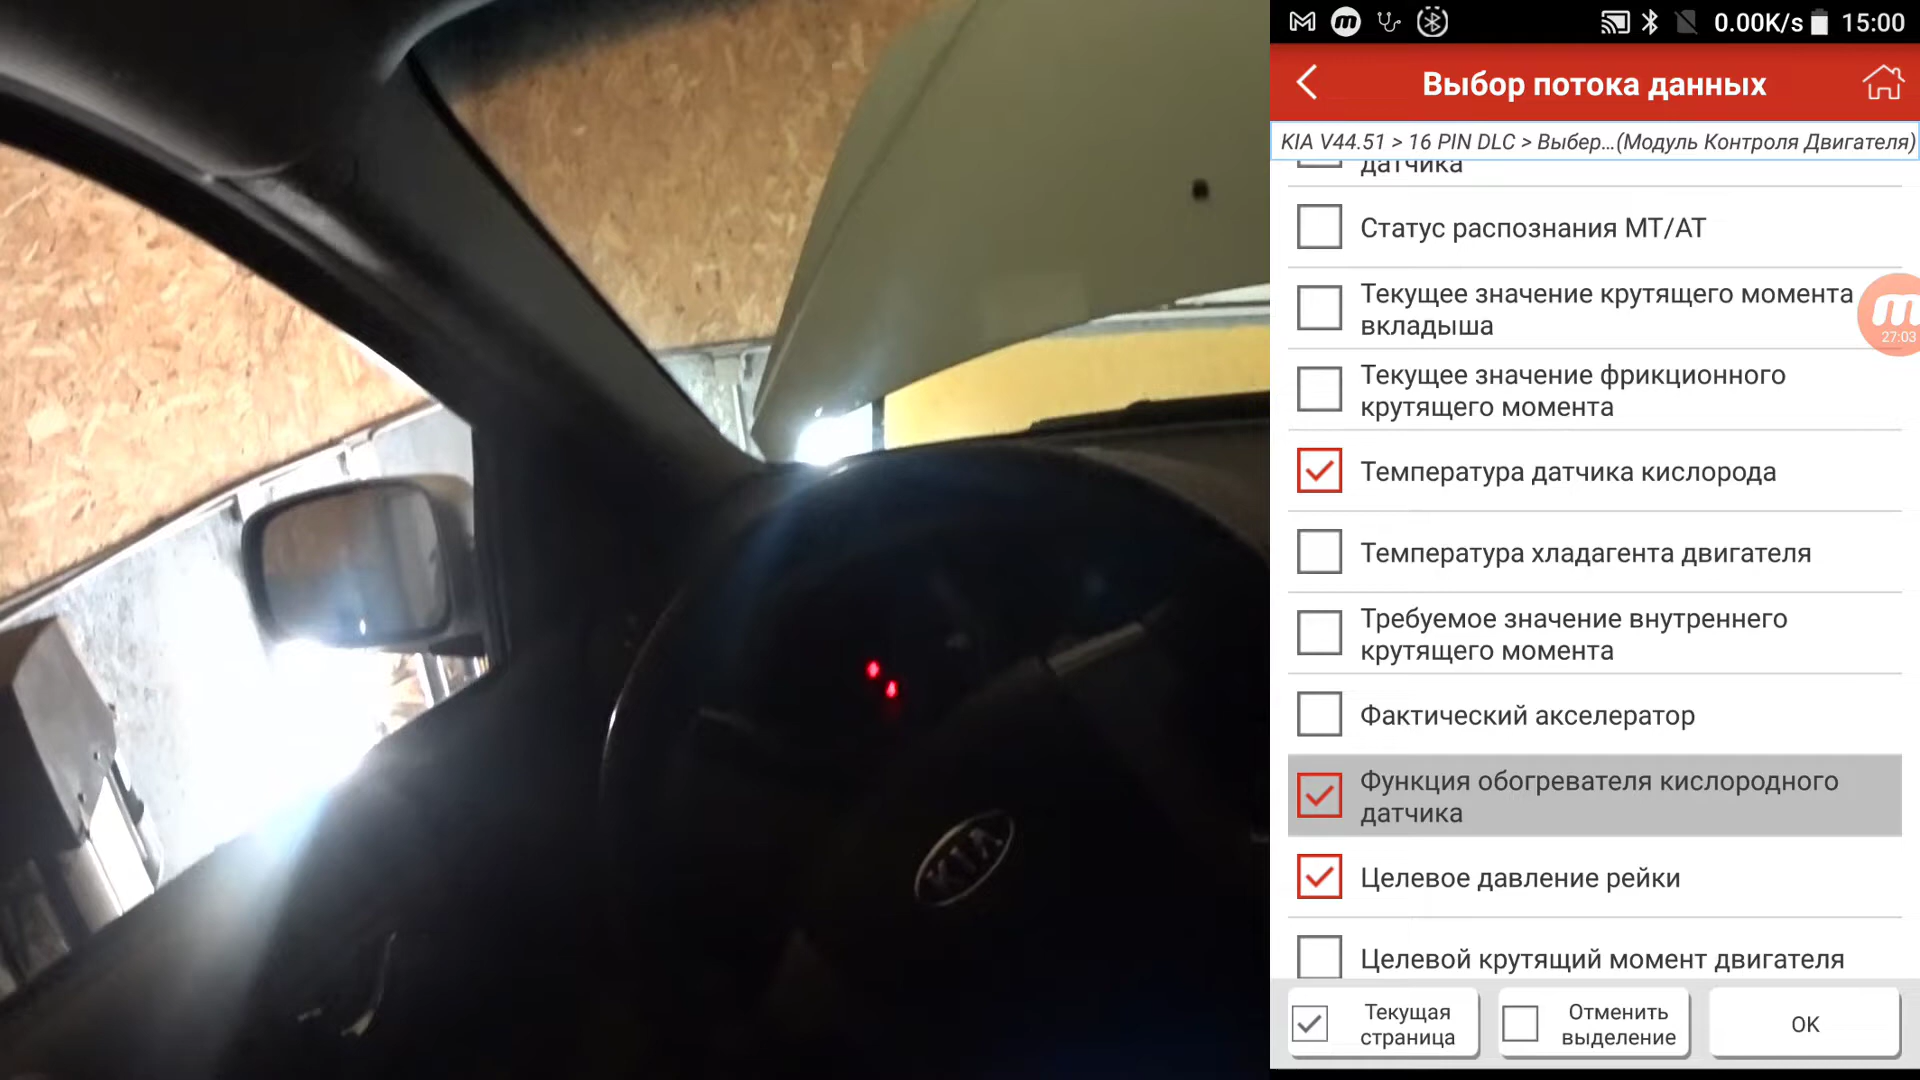 0.00K/s 15:00
Выбор потока данных
KIA V44.51 > 16 PIN DLC > Выбер...(Модуль Контроля Двигателя)
датчика
Статус распознания МТ/АТ
Текущее значение крутящего момента
вкладыша
27:03
Текущее значение фрикционного
крутящего момента
Температура датчика кислорода
Температура хладагента двигателя
Требуемое значение внутреннего
крутящего момента
Фактический акселератор
Функция обогревателя кислородного
датчика
KIA
Целевое давление рейки
Целевой крутящий момент двигателя
Текущая
страница
Отменить
выделение
OK